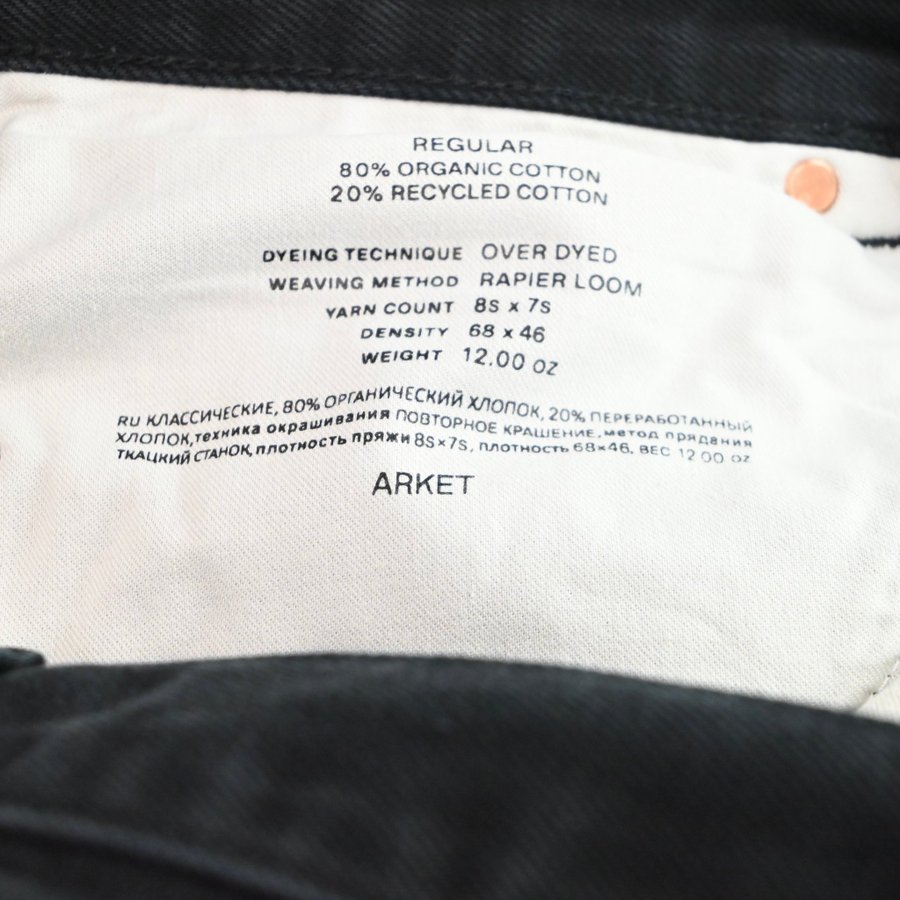 REGULAR
80% ORGANIC COTTON
20% RECYCLED COTTON
DYEING TECHNIQUE OVER DYED
WEAVING METHOD RAPIER LOOM
YARN COUNT 8S X 7S
DENSITY 68 X 46
WEIGHT 12.00 OZ
RU КЛАССИЧЕСКИЕ, 80% ОРГАНИЧЕСКИЙ ХЛОПОК, 20% ПЕРЕРАБОТАННЫЙ
ХЛОПОК, техника окрашивания ПОВТОРНОЕ КРАШЕНИЕ, метод прядания
ТКАЦКИЙ СТАНОК, плотность пряжи 8S×7S, плотность 68×46, ВЕС 12.00 oz
ARKET